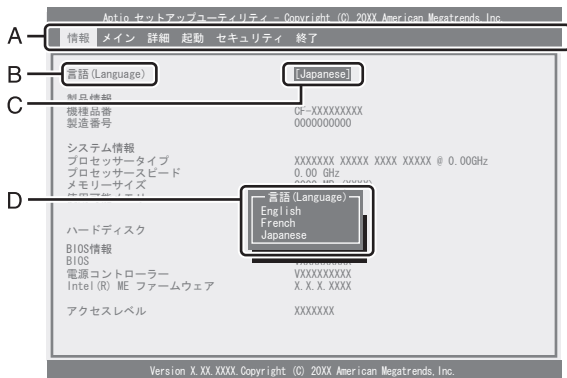 Aptio セットアップユーティリティ - Copyright (C) 20XX American Megatrends, Inc.
A
情報 メイン 詳細 起動 セキュリティ 終了
B 言語(Language) [Japanese]
C
製品情報
機種品番 CF-XXXXXXXXX
製造番号 0000000000
システム情報
プロセッサータイプ XXXXXXX XXXXX XXXX XXXXX @ 0.00GHz
プロセッサースピード 0.00 GHz
メモリーサイズ
D
言語(Language)
English
French
Japanese
ハードディスク
BIOS情報
BIOS
電源コントローラー VXXXXXXXXX
Intel(R) ME ファームウェア X.X.X.XXXX
アクセスレベル XXXXXXX
Version X.XX.XXXX.Copyright (C) 20XX American Megatrends,Inc.